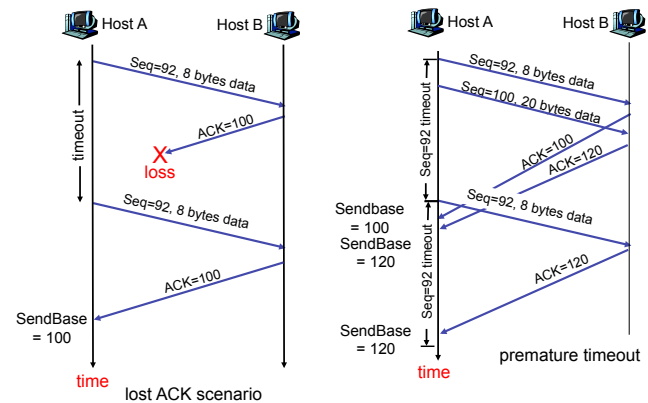 Host A
Host B
Seq=92, 8 bytes data
timeout
ACK=100
X
loss
Seq=92, 8 bytes data
ACK=100
SendBase
= 100
time
lost ACK scenario
Host A
Host B
Seq=92, 8 bytes data
Seq=100, 20 bytes data
Seq=92 timeout
ACK=100
ACK=120
Sendbase
= 100
SendBase
= 120
Seq=92, 8 bytes data
Seq=92 timeout
ACK=120
SendBase
= 120
time
premature timeout